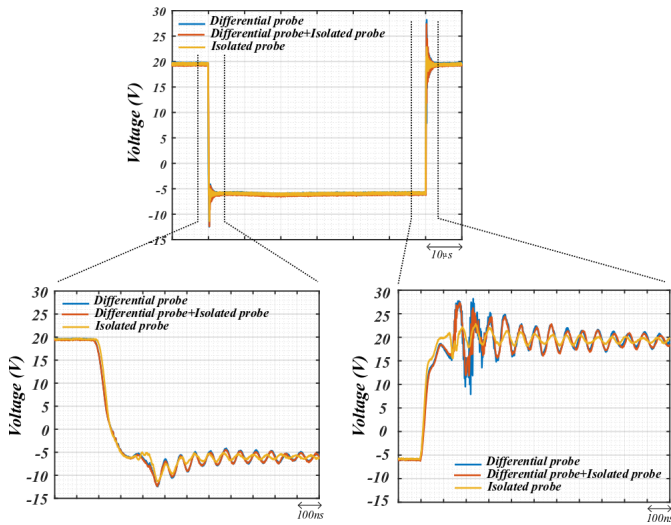 30
25
20
15
10
5
0
-5
-10
-15
Voltage (V)
Differential probe
Differential probe+Isolated probe
Isolated probe
10µs
30
25
20
15
10
5
0
-5
-10
-15
Voltage (V)
Differential probe
Differential probe+Isolated probe
Isolated probe
100ns
30
25
20
15
10
5
0
-5
-10
-15
Voltage (V)
Differential probe
Differential probe+Isolated probe
Isolated probe
100ns